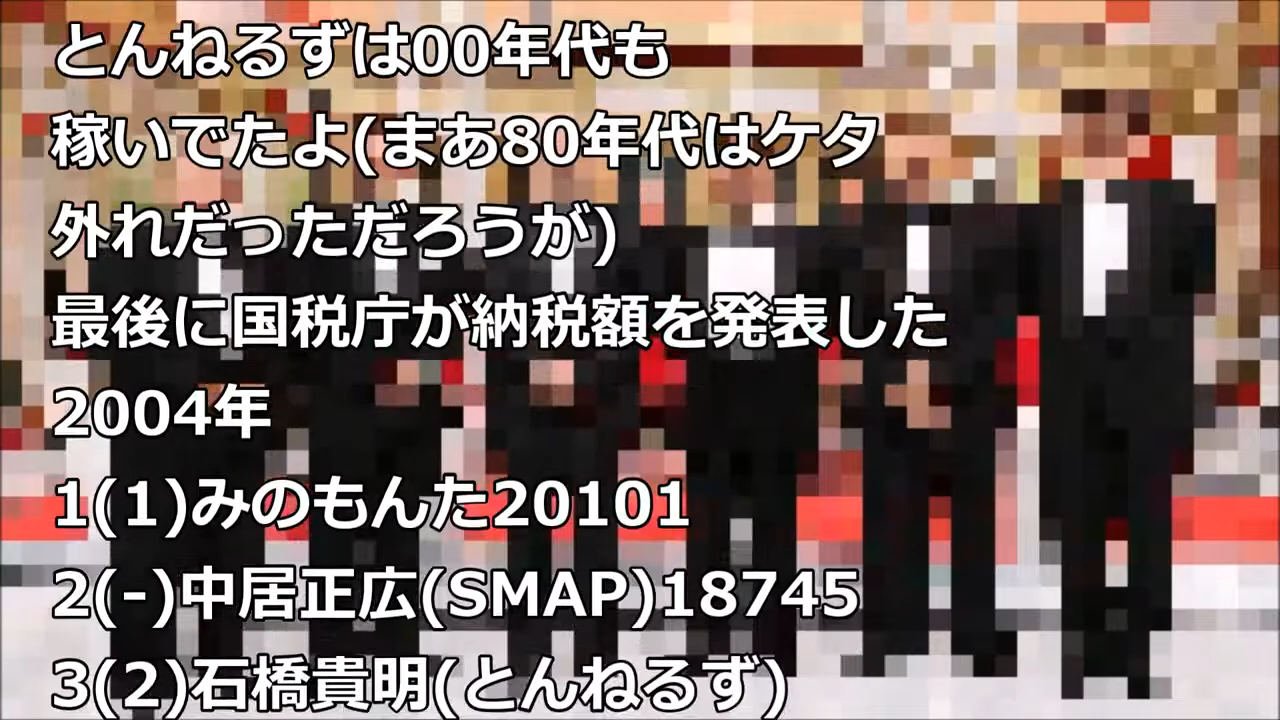 とんねるずは00年代も
稼いでたよ(まあ80年代はケタ
外れだっただろうが)
最後に国税庁が納税額を発表した
2004年
1(1)みのもんた20101
2(-)中居正広(SMAP)18745
3(2)石橋貴明(とんねるず)